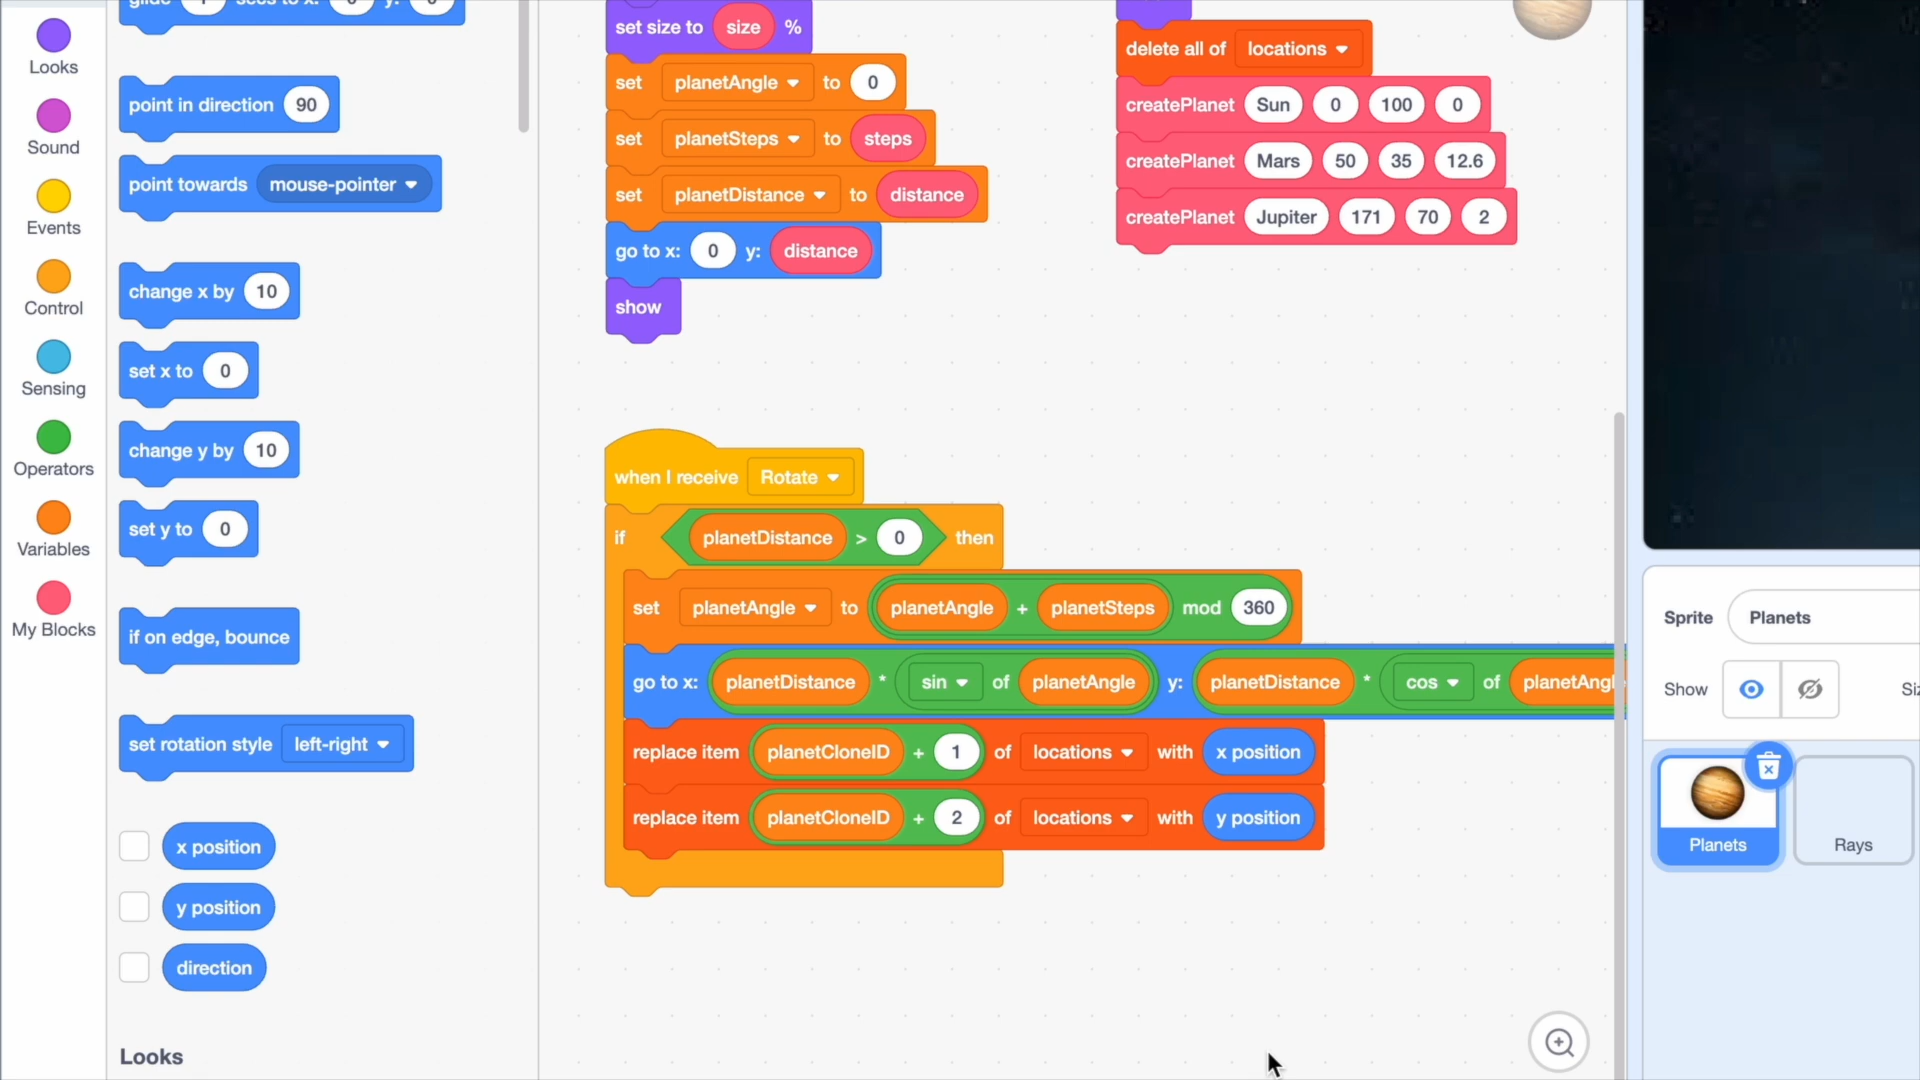 Looks
Sound
Events
Control
Sensing
Operators
Variables
My Blocks
point in direction 90
point towards mouse-pointer
change x by 10
set x to 0
change y by 10
set y to 0
if on edge, bounce
set rotation style left-right
x position
y position
direction
Looks
set size to size %
set planetAngle to 0
set planetSteps to steps
set planetDistance to distance
go to x: 0 y: distance
show
delete all of locations
createPlanet Sun 0 100 0
createPlanet Mars 50 35 12.6
createPlanet Jupiter 171 70 2
when I receive Rotate
if planetDistance > 0 then
set planetAngle to planetAngle + planetSteps mod 360
go to x: planetDistance * sin of planetAngle y: planetDistance * cos of
replace item planetCloneID + 1 of locations with x position
replace item planetCloneID + 2 of locations with y position
Sprite Planets
Show
Planets
Rays